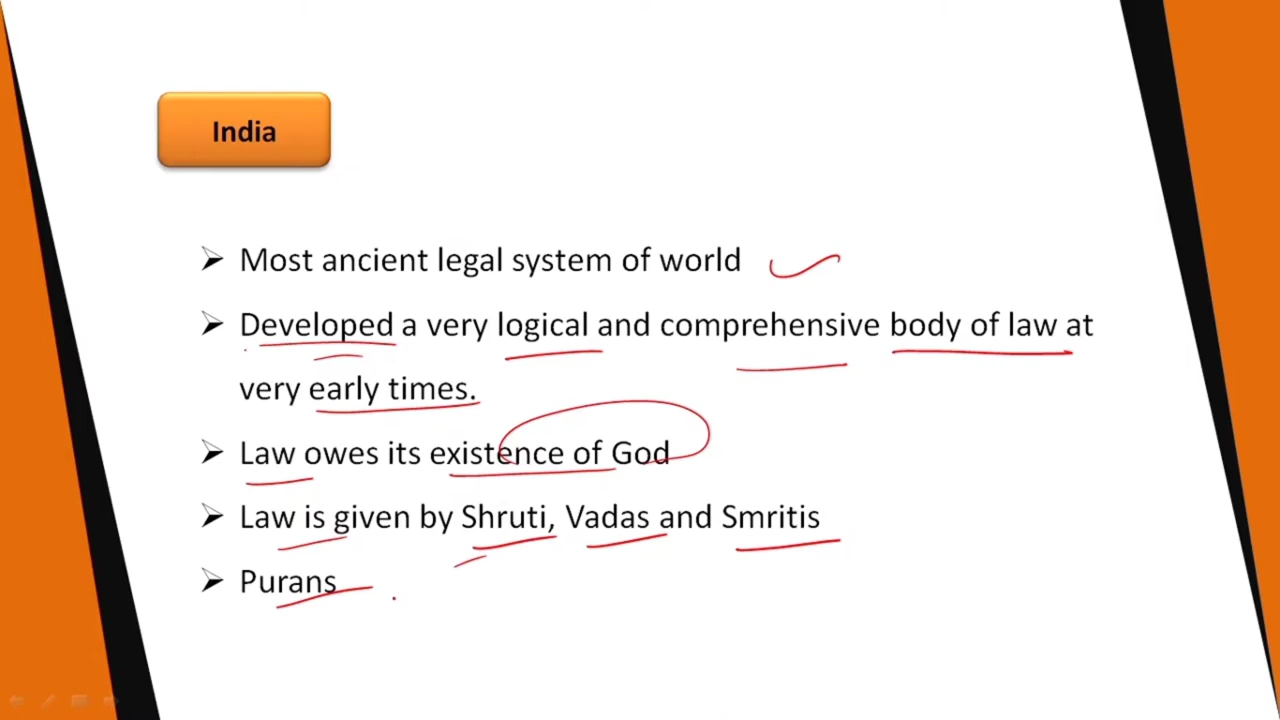 India
➢ Most ancient legal system of world
➢ Developed a very logical and comprehensive body of law at
very early times.
➢ Law owes its existence of God
➢ Law is given by Shruti, Vadas and Smritis
➢ Purans